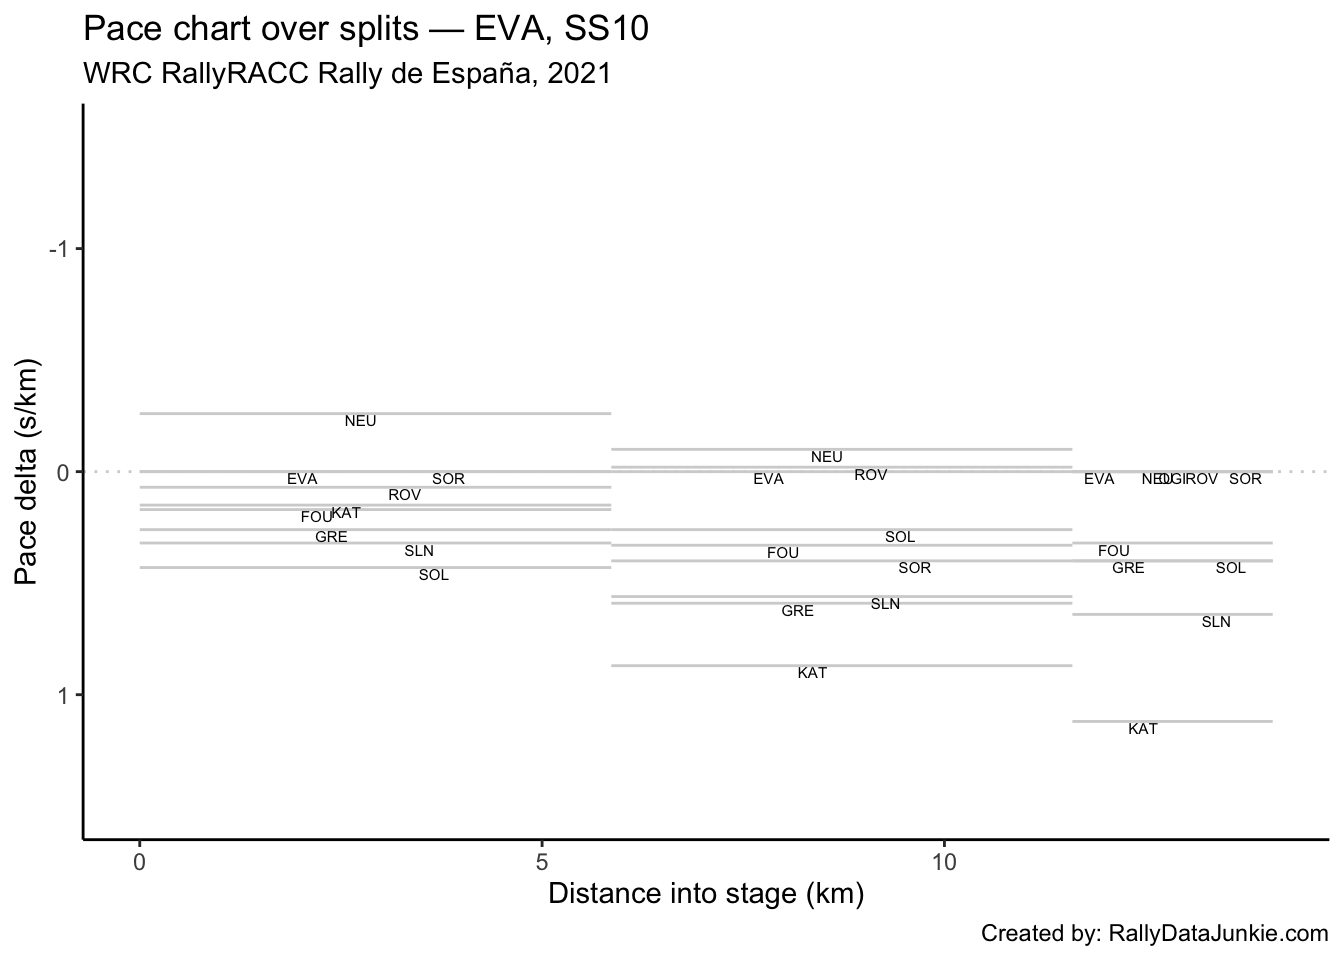 Pace chart over splits — EVA, SS10
WRC RallyRACC Rally de España, 2021
Pace delta (s/km)
-1
0
1
NEU
EVA SOR
ROV
KAT
FOU
GRE
SLN
SOL
NEU
ROV
EVA
SOL
FOU
SOR
SLN
GRE
KAT
EVA NEU OGI ROV SOR
FOU
GRE SOL
SLN
KAT
0 5 10
Distance into stage (km)
Created by: RallyDataJunkie.com